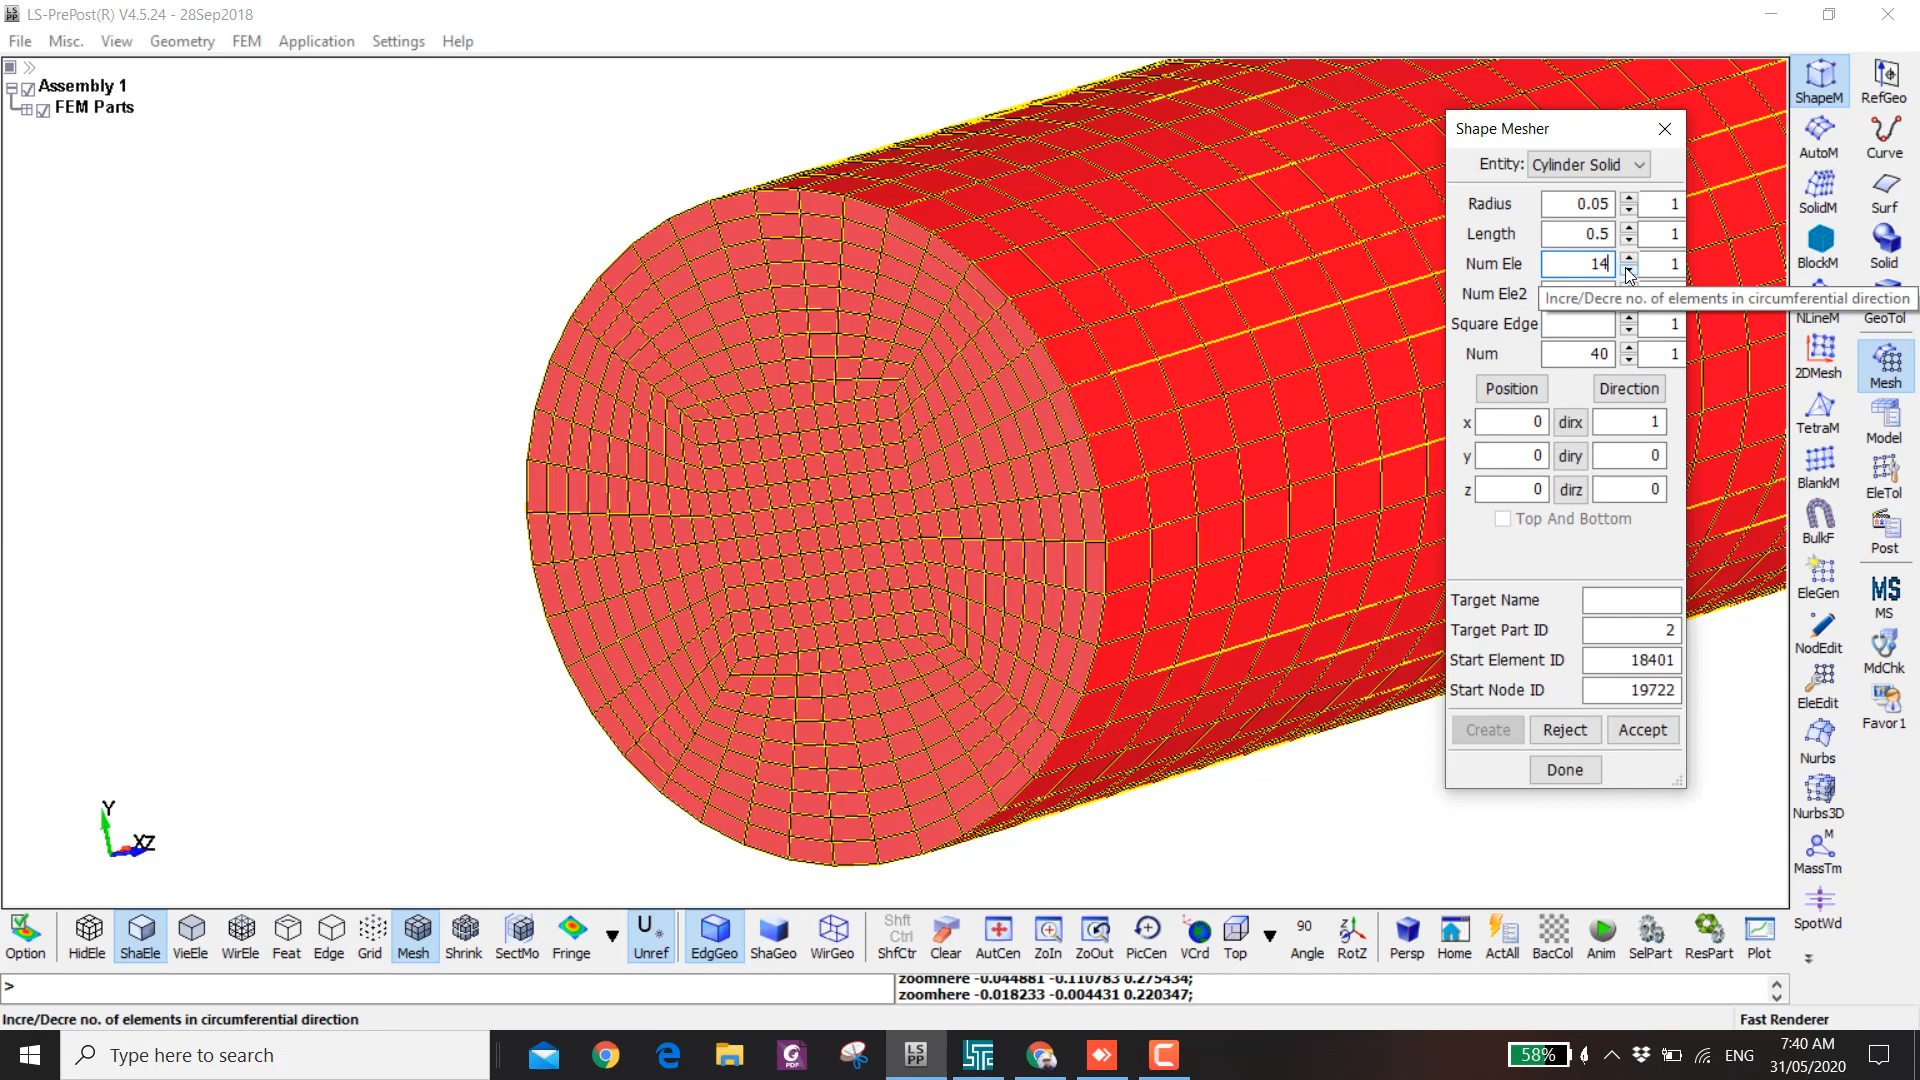 LS-PrePost(R) V4.5.24 - 28Sep2018
File Misc. View Geometry FEM Application Settings Help
Assembly 1
FEM Parts
Shape Mesher
Entity: Cylinder Solid
Radius 0.05 1
Length 0.5 1
Num Ele 14 1
Num Ele2
Incre/Decre no. of elements in circumferential direction
Square Edge 1
Num 40 1
Position Direction
x 0 dirx 1
y 0 diry 0
z 0 dirz 0
Top And Bottom
Target Name
Target Part ID 2
Start Element ID 18401
Start Node ID 19722
Create Reject Accept
Done
ShapeM RefGeo
AutoM Curve
SolidM Surf
BlockM Solid
NLineM GeoTol
2DMesh Mesh
TetraM Model
BlankM EleTol
BulkF Post
EleGen MS
MS
NodEdit MdChk
EleEdit Favor1
Nurbs
Nurbs3D
M
MassTm
SpotWd
Y
XZ
Option HidEle ShaEle VieEle WirEle Feat Edge Grid Mesh Shrink SectMo Fringe U Unref EdgGeo ShaGeo WirGeo Shft Ctrl ShfCtr Clear AutCen ZoIn ZoOut PicCen VCrd Top 90 Angle RotZ Persp Home ActAll BacCol Anim SelPart ResPart Plot
>
zoomhere -0.044881 -0.110783 0.275434;
zoomhere -0.018233 -0.004431 0.220347;
Incre/Decre no. of elements in circumferential direction
Fast Renderer
Type here to search
LS
PP
58%
ENG
7:40 AM
31/05/2020